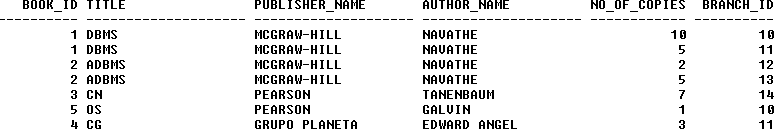 BOOK_ID TITLE PUBLISHER_NAME AUTHOR_NAME NO_OF_COPIES BRANCH_ID
---------- -------------------- -------------------- -------------------- ------------ ----------
1 DBMS MCGRAW-HILL NAVATHE 10 10
1 DBMS MCGRAW-HILL NAVATHE 5 11
2 ADBMS MCGRAW-HILL NAVATHE 2 12
2 ADBMS MCGRAW-HILL NAVATHE 5 13
3 CN PEARSON TANENBAUM 7 14
5 OS PEARSON GALVIN 1 10
4 CG GRUPO PLANETA EDWARD ANGEL 3 11